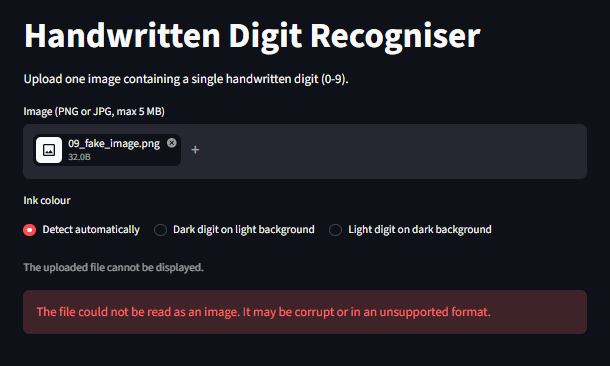 Handwritten Digit Recogniser
Upload one image containing a single handwritten digit (0-9).
Image (PNG or JPG, max 5 MB)
09_fake_image.png
32.0B
Ink colour
Detect automatically Dark digit on light background Light digit on dark background
The uploaded file cannot be displayed.
The file could not be read as an image. It may be corrupt or in an unsupported format.